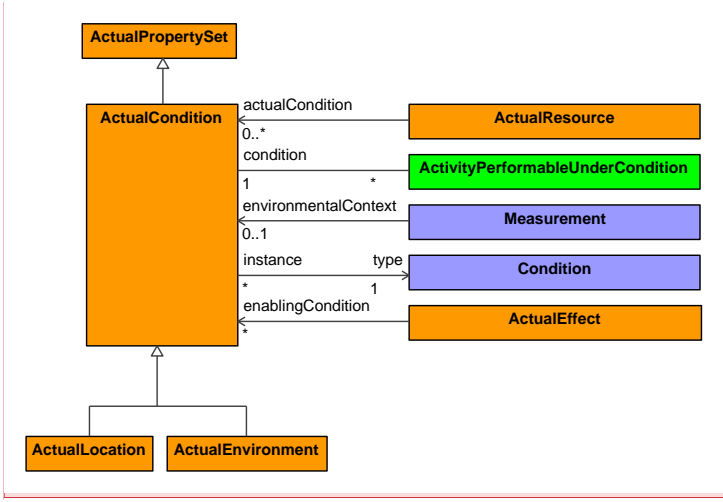 ActualPropertySet
ActualCondition
actualCondition
0..*
ActualResource
condition
1
*
ActivityPerformableUnderCondition
environmentalContext
0..1
Measurement
instance
type
*
1
Condition
enablingCondition
*
ActualEffect
ActualLocation
ActualEnvironment